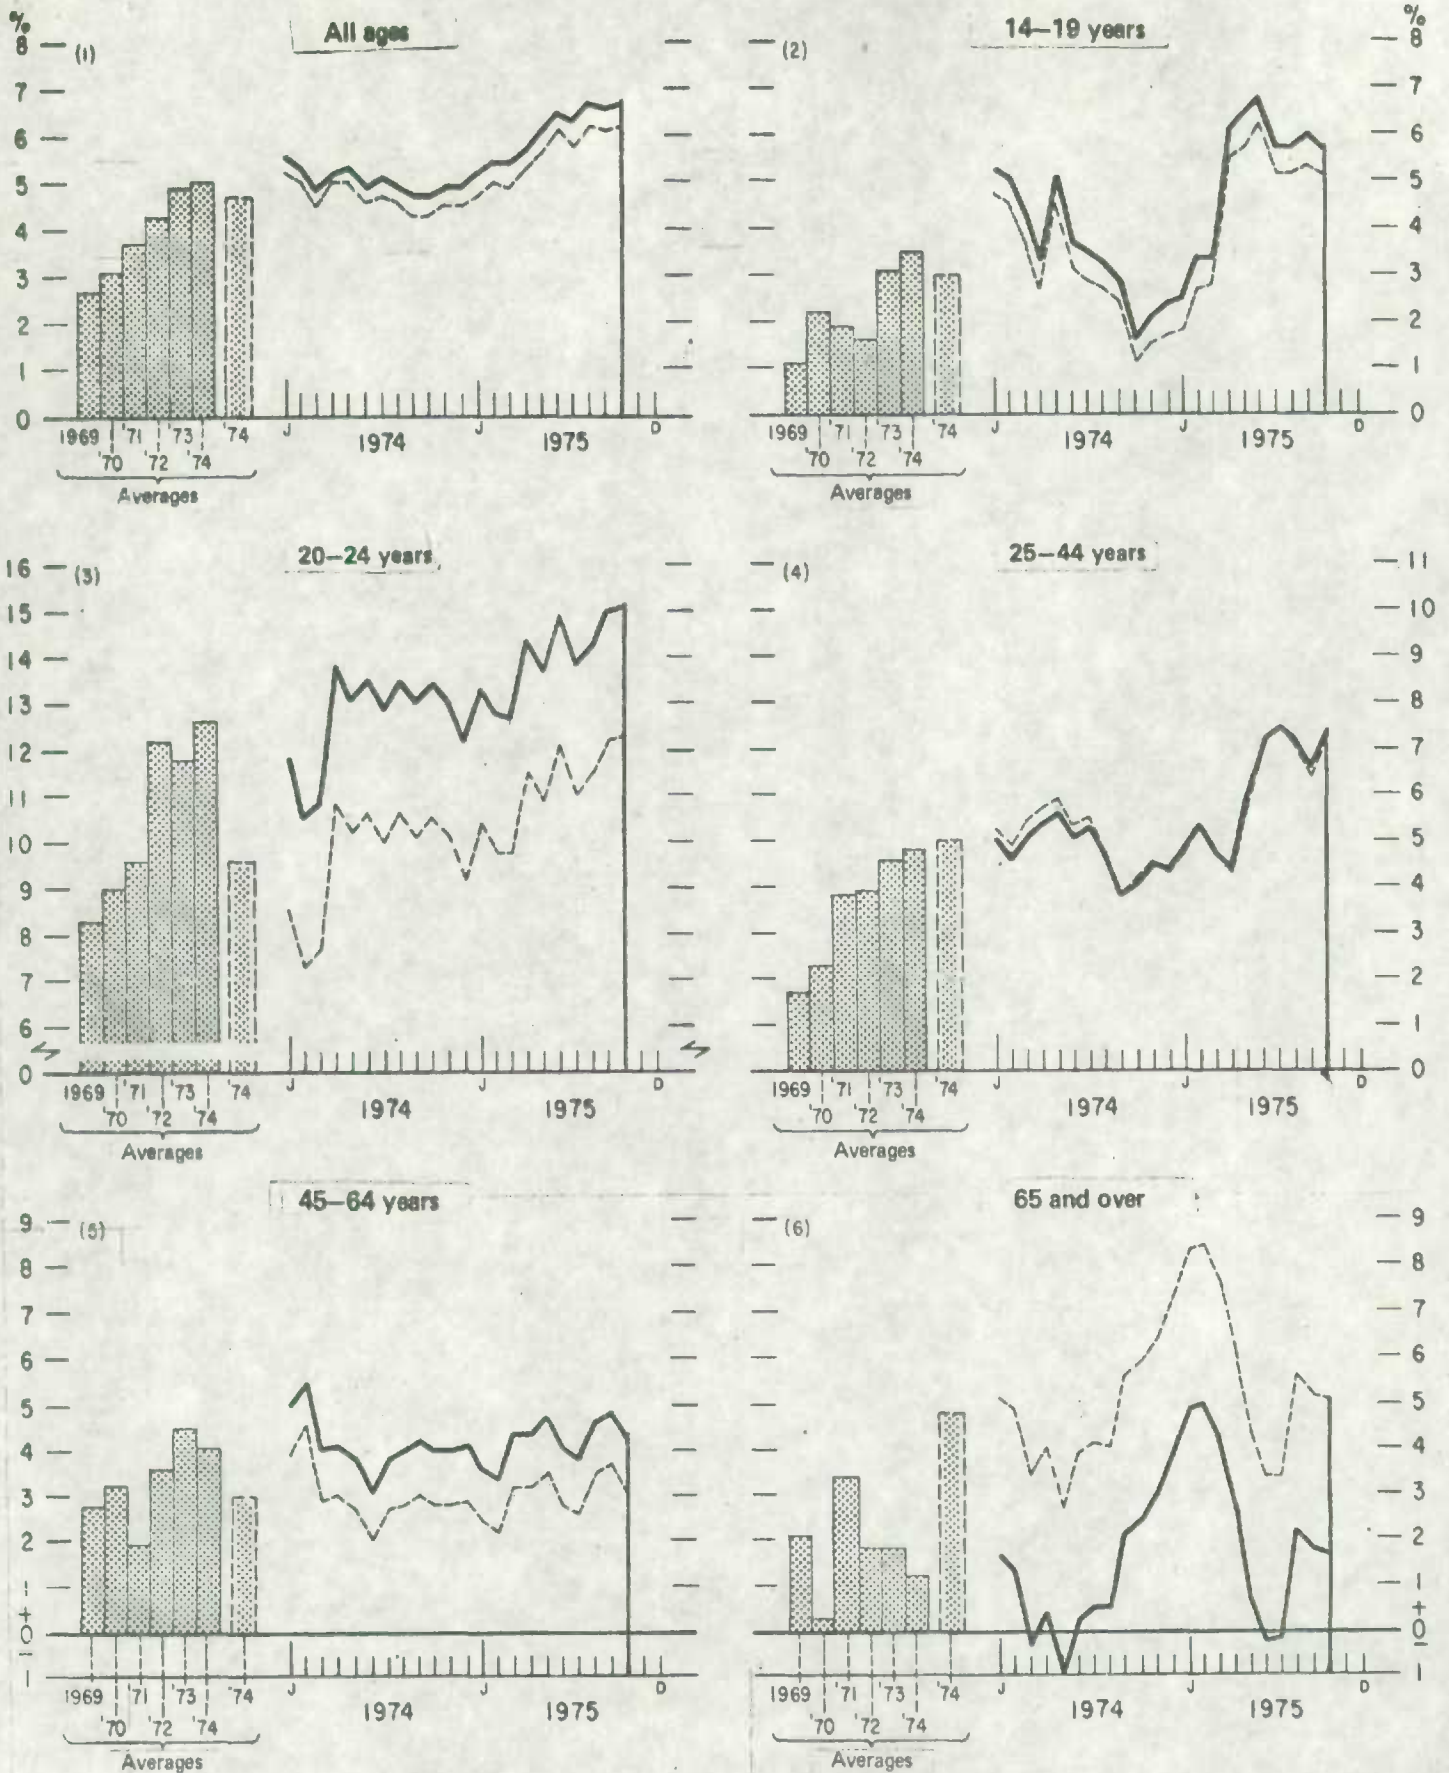 % All ages 14–19 years %
(1) (2)
8 8
7 7
6 6
5 5
4 4
3 3
2 2
1 1
0 0
J J D J J D
1969 '71 '73 '74 1974 1975 1969 '71 '73 '74 1974 1975
'70 '72 '74 '70 '72 '74
Averages Averages
20–24 years 25–44 years
(3) (4)
16 11
15 10
14 9
13 8
12 7
11 6
10 5
9 4
8 3
7 2
6 1
0 0
J J D J J D
1969 '71 '73 '74 1974 1975 1969 '71 '73 '74 1974 1975
'70 '72 '74 '70 '72 '74
Averages Averages
45–64 years 65 and over
(5) (6)
9 9
8 8
7 7
6 6
5 5
4 4
3 3
2 2
1 1
+ +
0 0
– –
1 1
J J D J J D
1969 '71 '73 '74 1974 1975 1969 '71 '73 '74 1974 1975
'70 '72 '74 '70 '72 '74
Averages Averages